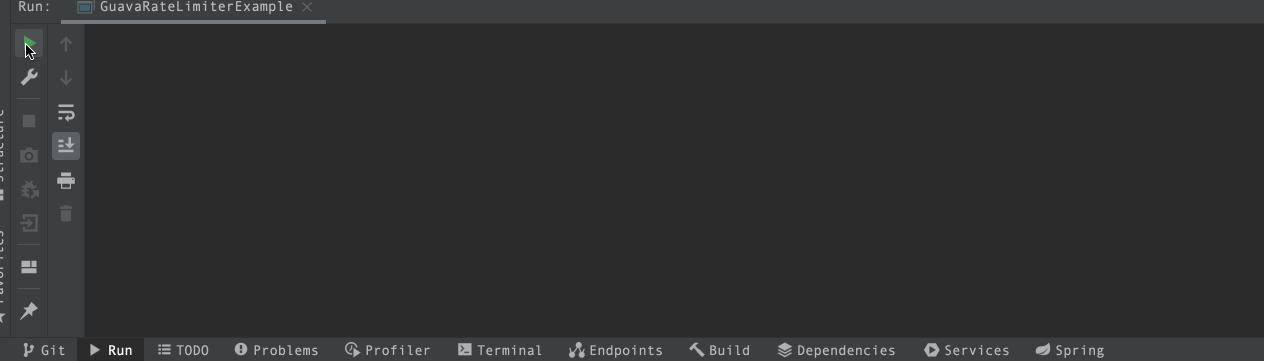 Run: GuavaRateLimiterExample
Structure
Favorites
Git Run TODO Problems Profiler Terminal Endpoints Build Dependencies Services Spring